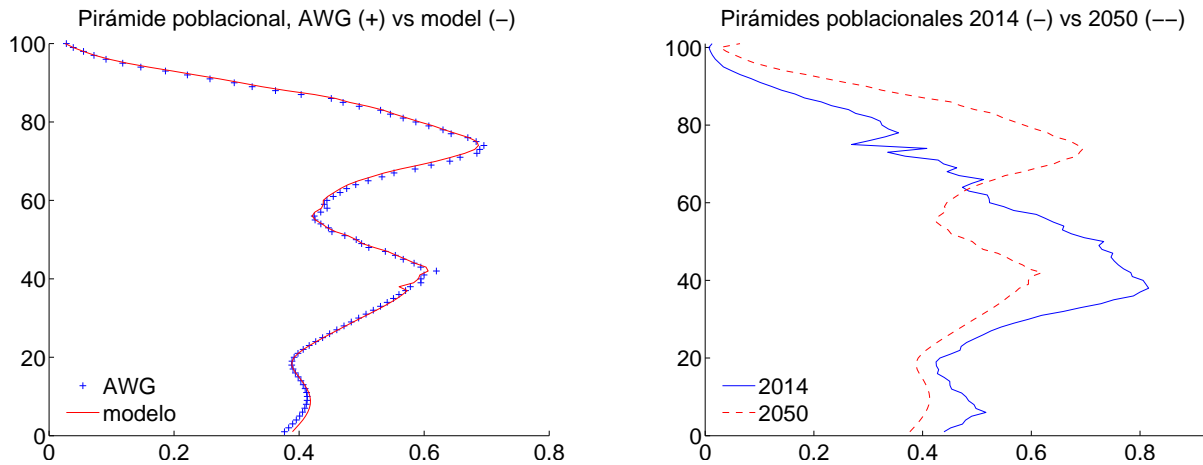 Pirámide poblacional, AWG (+) vs model (−)
100
80
60
40
20
0
0 0.2 0.4 0.6 0.8
AWG
modelo
Pirámides poblacionales 2014 (−) vs 2050 (−−)
100
80
60
40
20
0
0 0.2 0.4 0.6 0.8
2014
2050